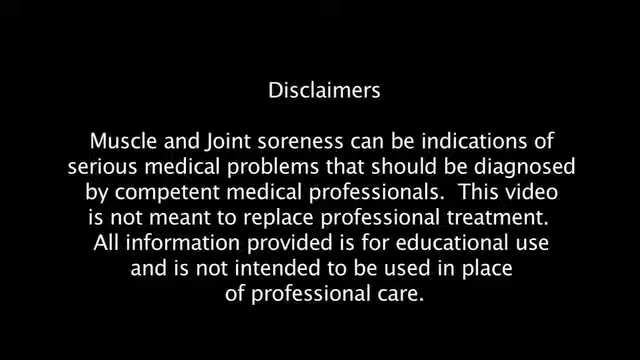 Disclaimers
Muscle and Joint soreness can be indications of
serious medical problems that should be diagnosed
by competent medical professionals.  This video
is not meant to replace professional treatment.
All information provided is for educational use
and is not intended to be used in place
of professional care.